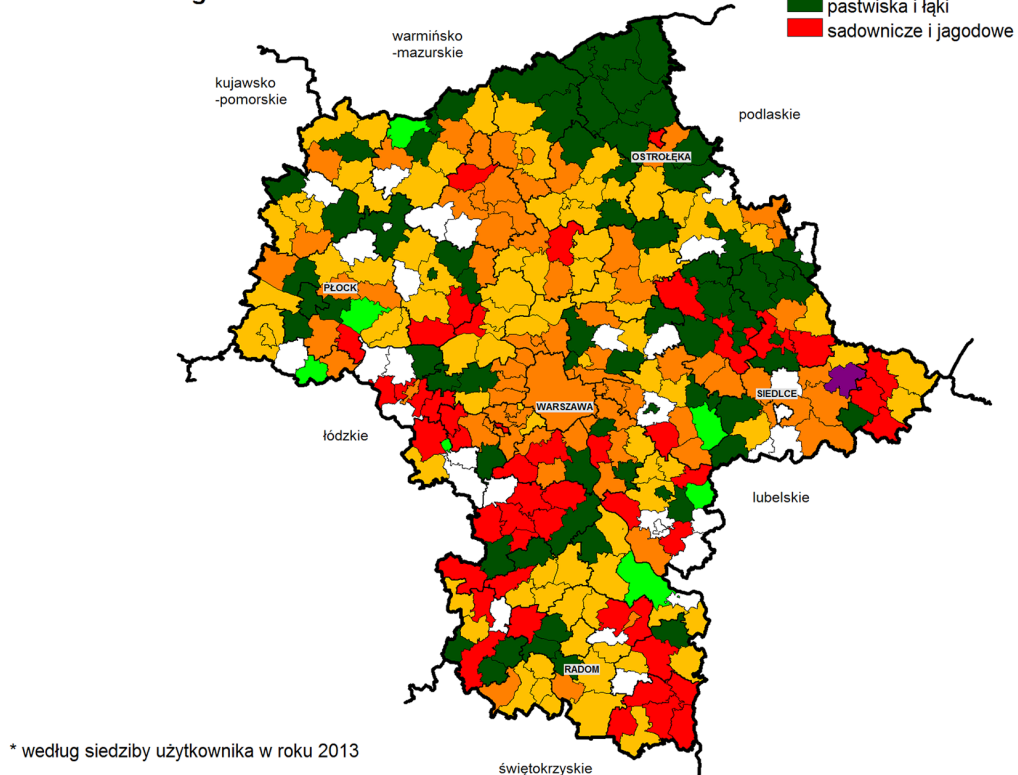 pastwiska i łąki
sadownicze i jagodowe
warmińsko
-mazurskie
kujawsko
-pomorskie
podlaskie
OSTROŁĘKA
PŁOCK
SIEDLCE
WARSZAWA
łódzkie
lubelskie
RADOM
* według siedziby użytkownika w roku 2013
świętokrzyskie